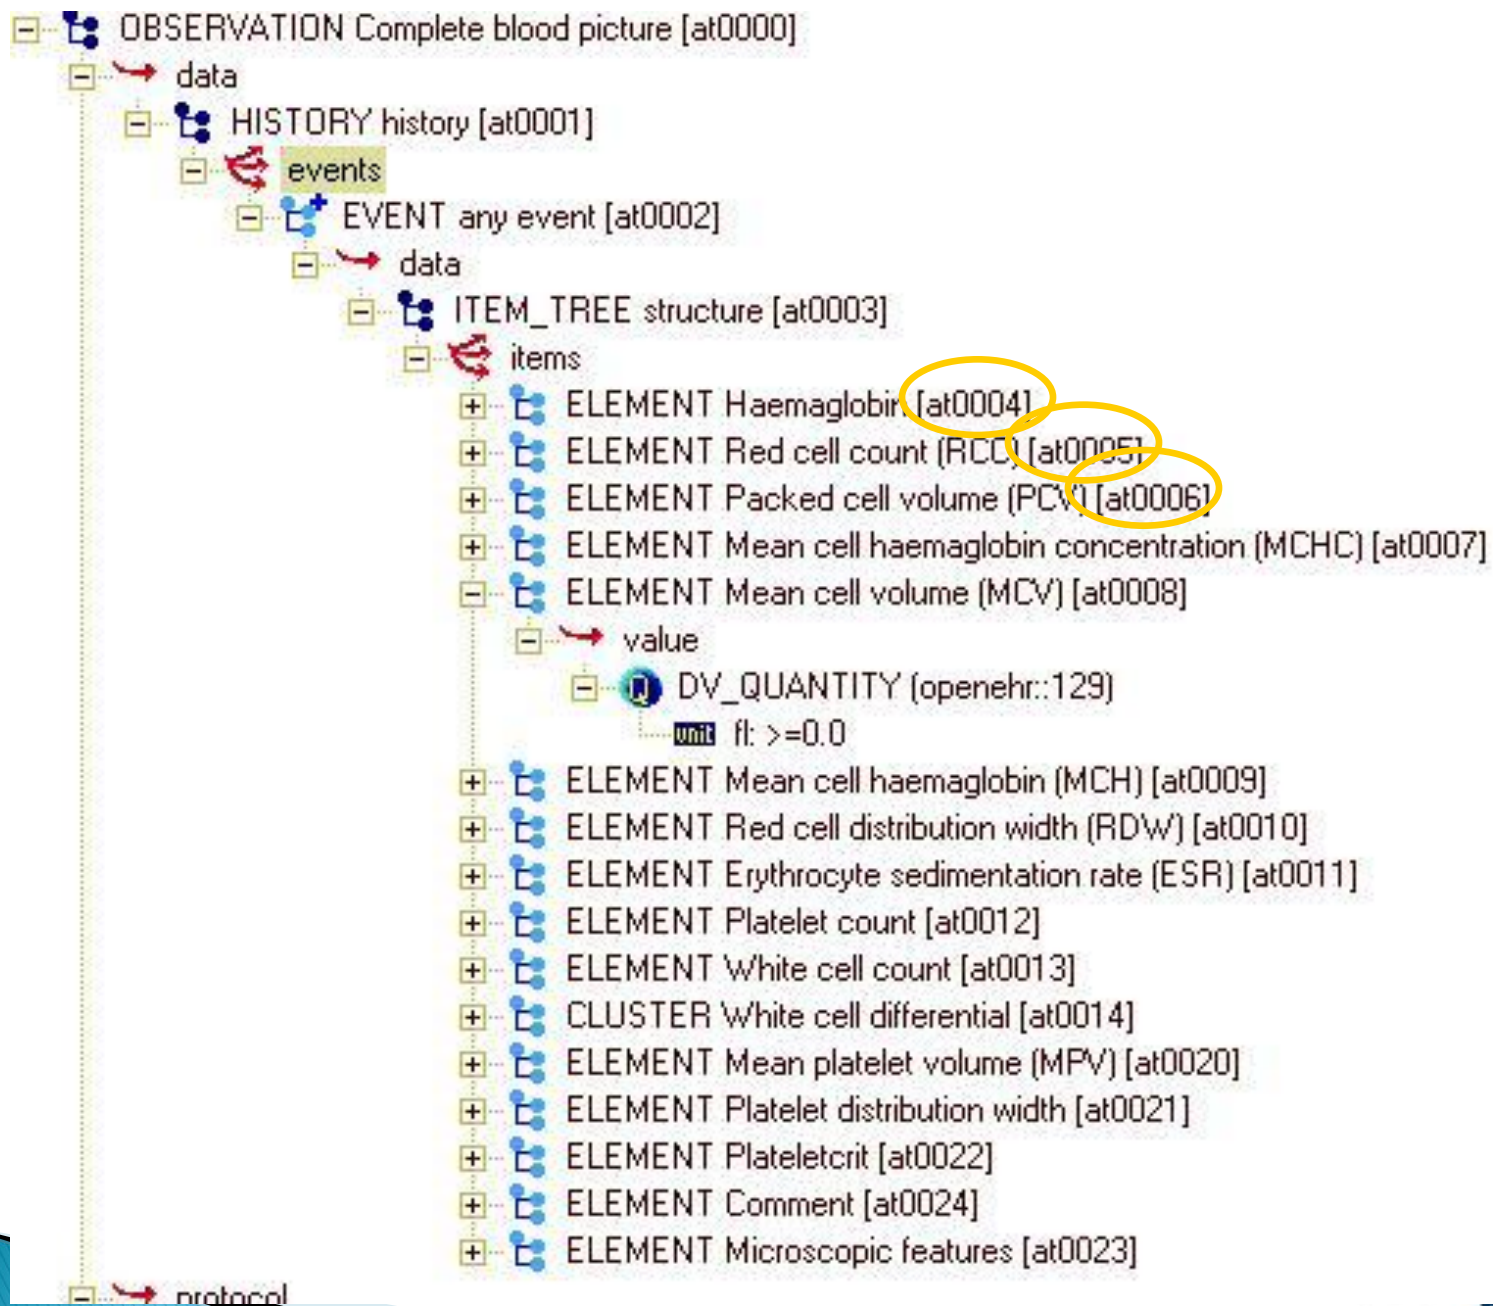 OBSERVATION Complete blood picture [at0000]
data
HISTORY history [at0001]
events
EVENT any event [at0002]
data
ITEM_TREE structure [at0003]
items
ELEMENT Haemaglobin [at0004]
ELEMENT Red cell count (RCC) [at0005]
ELEMENT Packed cell volume (PCV) [at0006]
ELEMENT Mean cell haemaglobin concentration (MCHC) [at0007]
ELEMENT Mean cell volume (MCV) [at0008]
value
Q DV_QUANTITY (openehr::129)
unit fl: >=0.0
ELEMENT Mean cell haemaglobin (MCH) [at0009]
ELEMENT Red cell distribution width (RDW) [at0010]
ELEMENT Erythrocyte sedimentation rate (ESR) [at0011]
ELEMENT Platelet count [at0012]
ELEMENT White cell count [at0013]
CLUSTER White cell differential [at0014]
ELEMENT Mean platelet volume (MPV) [at0020]
ELEMENT Platelet distribution width [at0021]
ELEMENT Plateletcrit [at0022]
ELEMENT Comment [at0024]
ELEMENT Microscopic features [at0023]
protocol